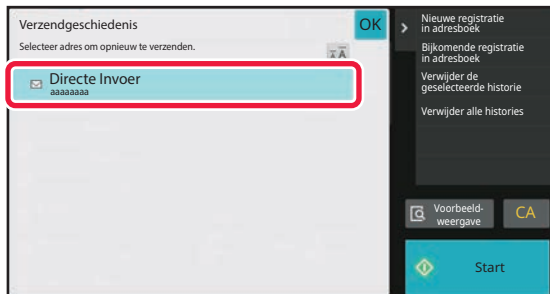 Verzendgeschiedenis
OK
Selecteer adres om opnieuw te verzenden.
Directe Invoer
aaaaaaaa
Nieuwe registratie
in adresboek
Bijkomende registratie
in adresboek
Verwijder de
geselecteerde historie
Verwijder alle histories
Voorbeeld-
weergave
CA
Start